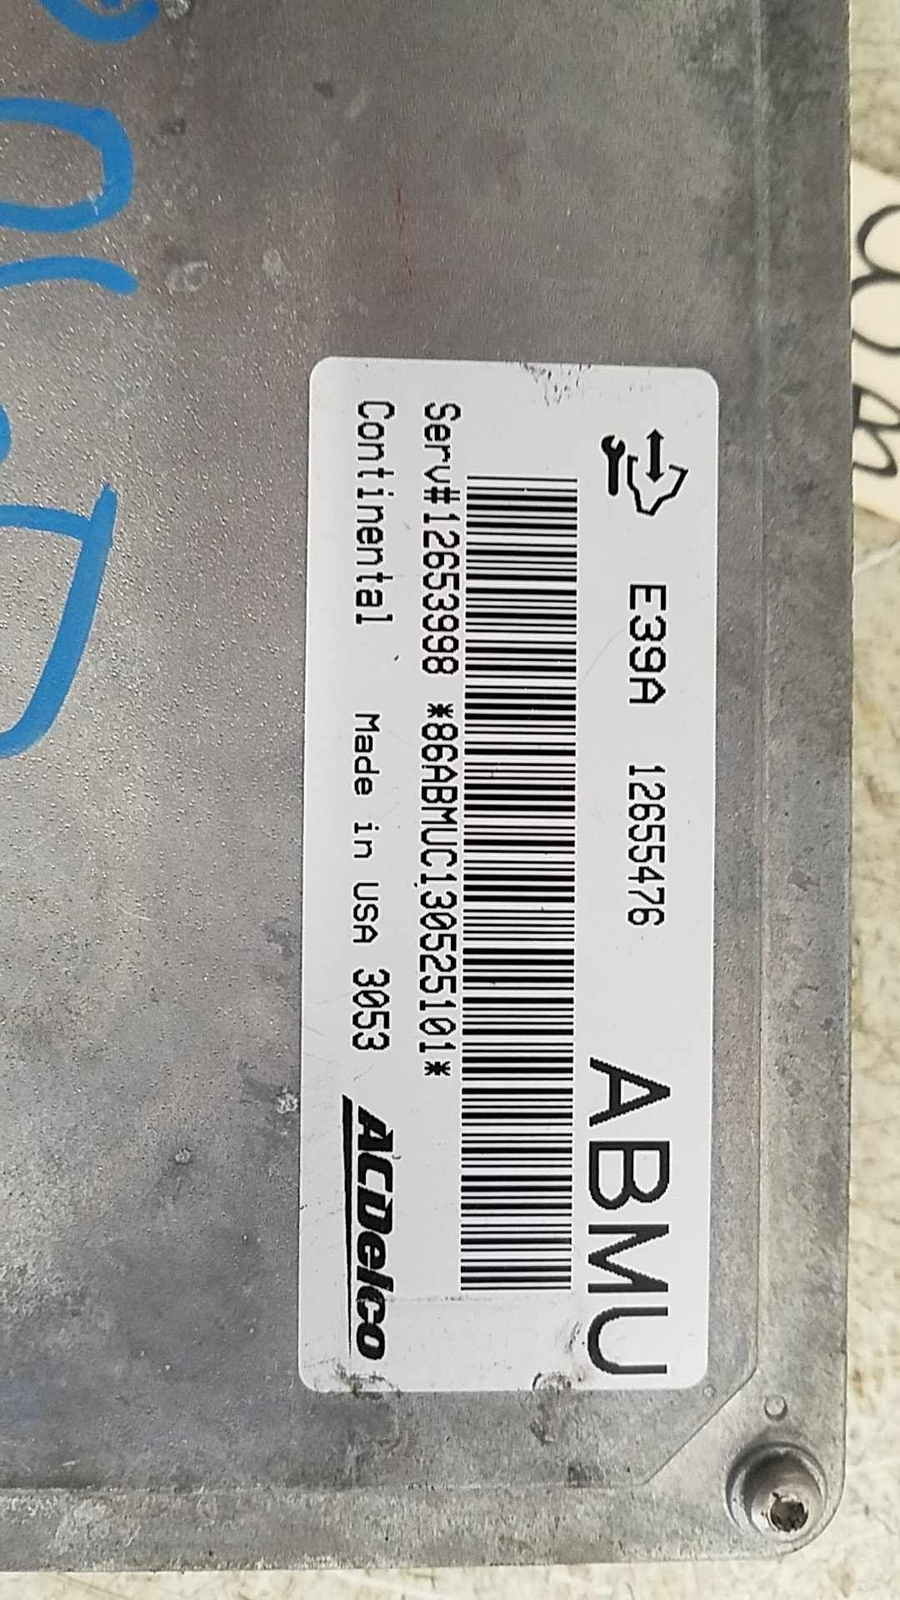 E39A 12655476 ABMU
Serv#12653998 *86ABMUC130525101*
Continental Made in USA 3053 ACDelco